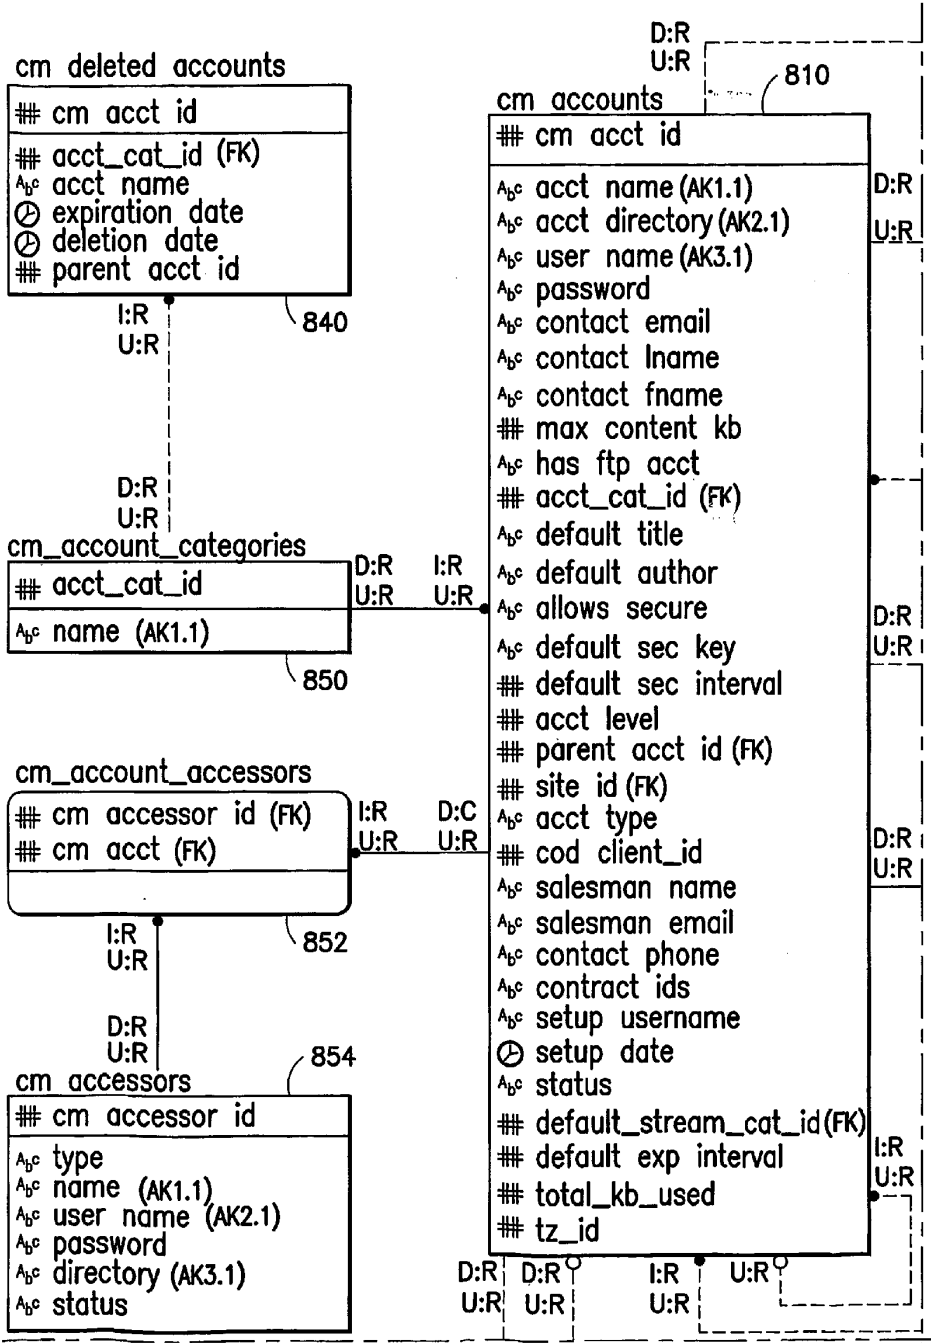 cm deleted accounts
# cm acct id
# acct_cat_id (FK)
Abc acct name
expiration date
deletion date
# parent acct id
840
I:R
U:R
D:R
U:R
cm_account_categories
# acct_cat_id
Abc name (AK1.1)
850
D:R
U:R
I:R
U:R
cm_account_accessors
# cm accessor id (FK)
# cm acct (FK)
852
I:R
U:R
D:C
U:R
I:R
U:R
D:R
U:R
cm accessors
854
# cm accessor id
Abc type
Abc name (AK1.1)
Abc user name (AK2.1)
Abc password
Abc directory (AK3.1)
Abc status
D:R
U:R
810
cm accounts
# cm acct id
Abc acct name (AK1.1)
Abc acct directory (AK2.1)
Abc user name (AK3.1)
Abc password
Abc contact email
Abc contact lname
Abc contact fname
# max content kb
Abc has ftp acct
# acct_cat_id (FK)
Abc default title
Abc default author
Abc allows secure
Abc default sec key
# default sec interval
# acct level
# parent acct id (FK)
# site id (FK)
Abc acct type
# cod client_id
Abc salesman name
Abc salesman email
Abc contact phone
Abc contract ids
Abc setup username
setup date
Abc status
# default_stream_cat_id (FK)
# default exp interval
# total_kb_used
# tz_id
D:R
U:R
D:R
U:R
D:R
U:R
I:R
U:R
D:R
U:R
D:R
U:R
I:R
U:R
U:R